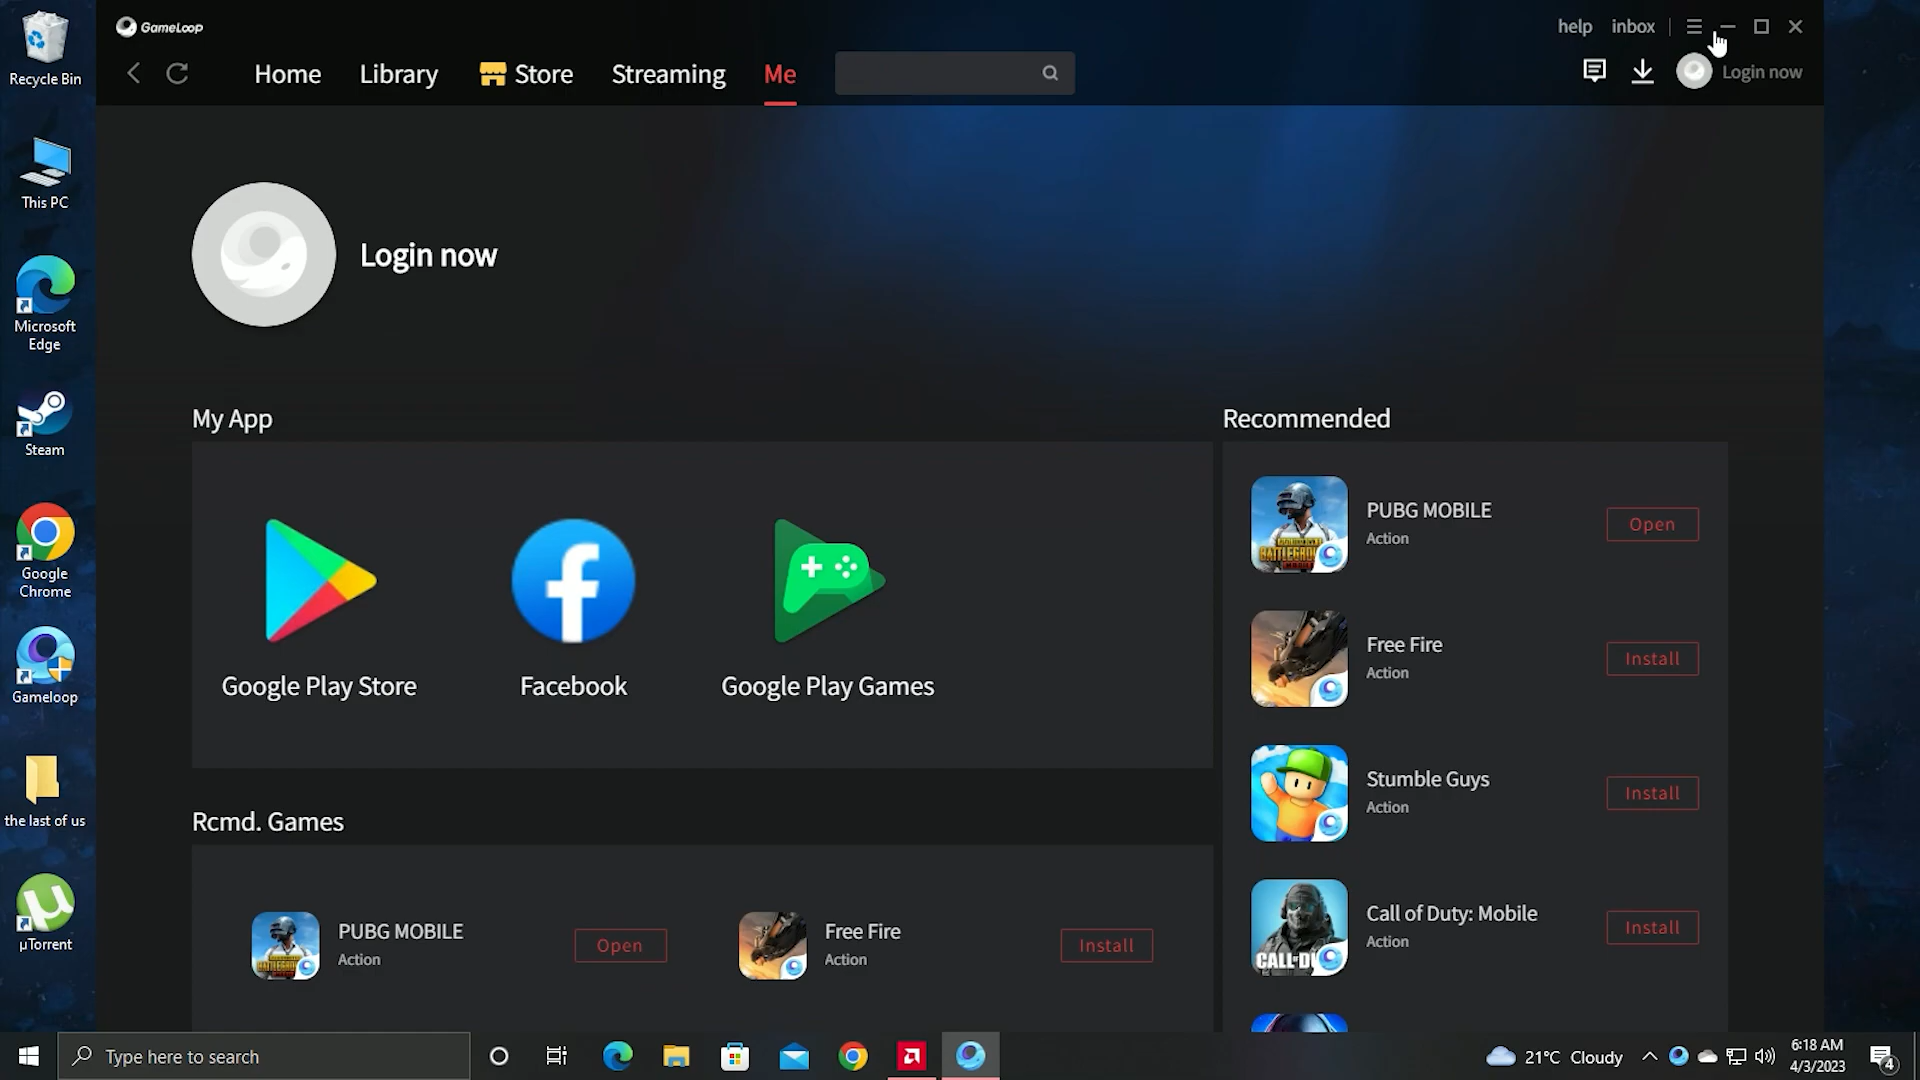 Recycle Bin
This PC
Microsoft
Edge
Steam
Google
Chrome
Gameloop
the last of us
µTorrent
GameLoop
help inbox
Home Library Store Streaming Me
Login now
Login now
My App
Google Play Store
Facebook
Google Play Games
Rcmd. Games
PUBG MOBILE
Action
Open
Free Fire
Action
Install
Recommended
PUBG MOBILE
Action
Open
Free Fire
Action
Install
Stumble Guys
Action
Install
Call of Duty: Mobile
Action
Install
Type here to search
21°C Cloudy
6:18 AM
4/3/2023
4